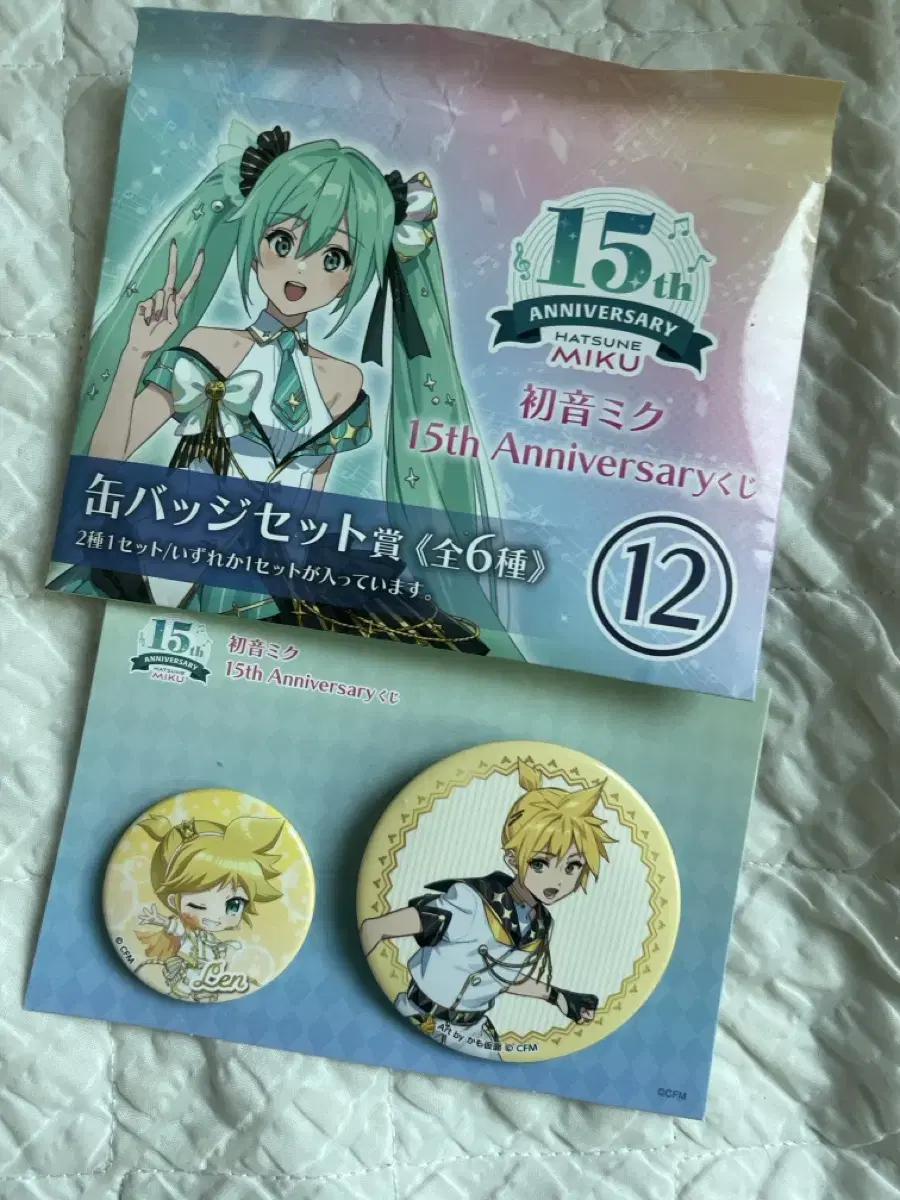 15th
ANNIVERSARY
HATSUNE
MIKU
初音ミク
15th Anniversaryくじ
缶バッジセット賞《全6種》
2種1セット/いずれか1セットが入っています。
12
15th
ANNIVERSARY
HATSUNE
MIKU
初音ミク
15th Anniversaryくじ
© CFM
Len
Art by かも仮面 © CFM
©CFM